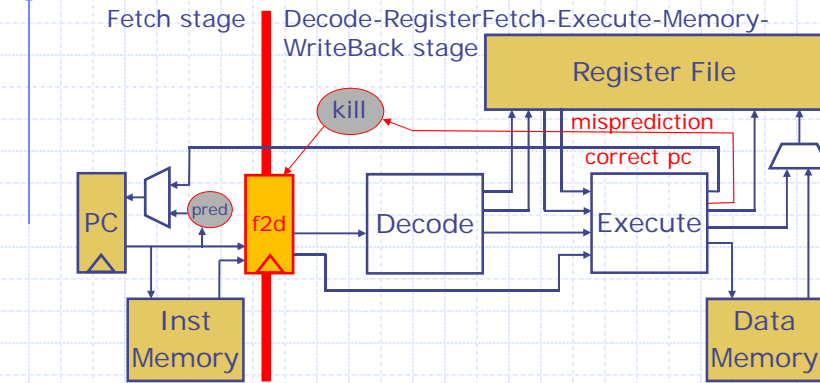 Fetch stage
Decode-RegisterFetch-Execute-Memory-
WriteBack stage
Register File
kill
misprediction
correct pc
PC
pred
f2d
Decode
Execute
Inst
Memory
Data
Memory